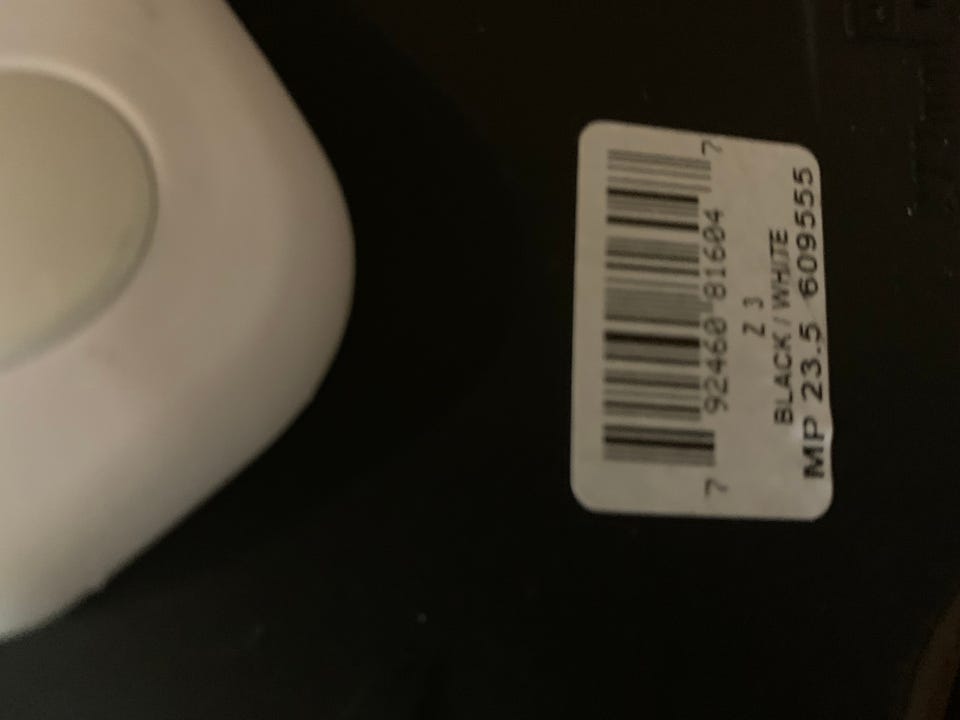 7 92460 81604 7
Z 3
BLACK / WHITE
MP 23.5 609555